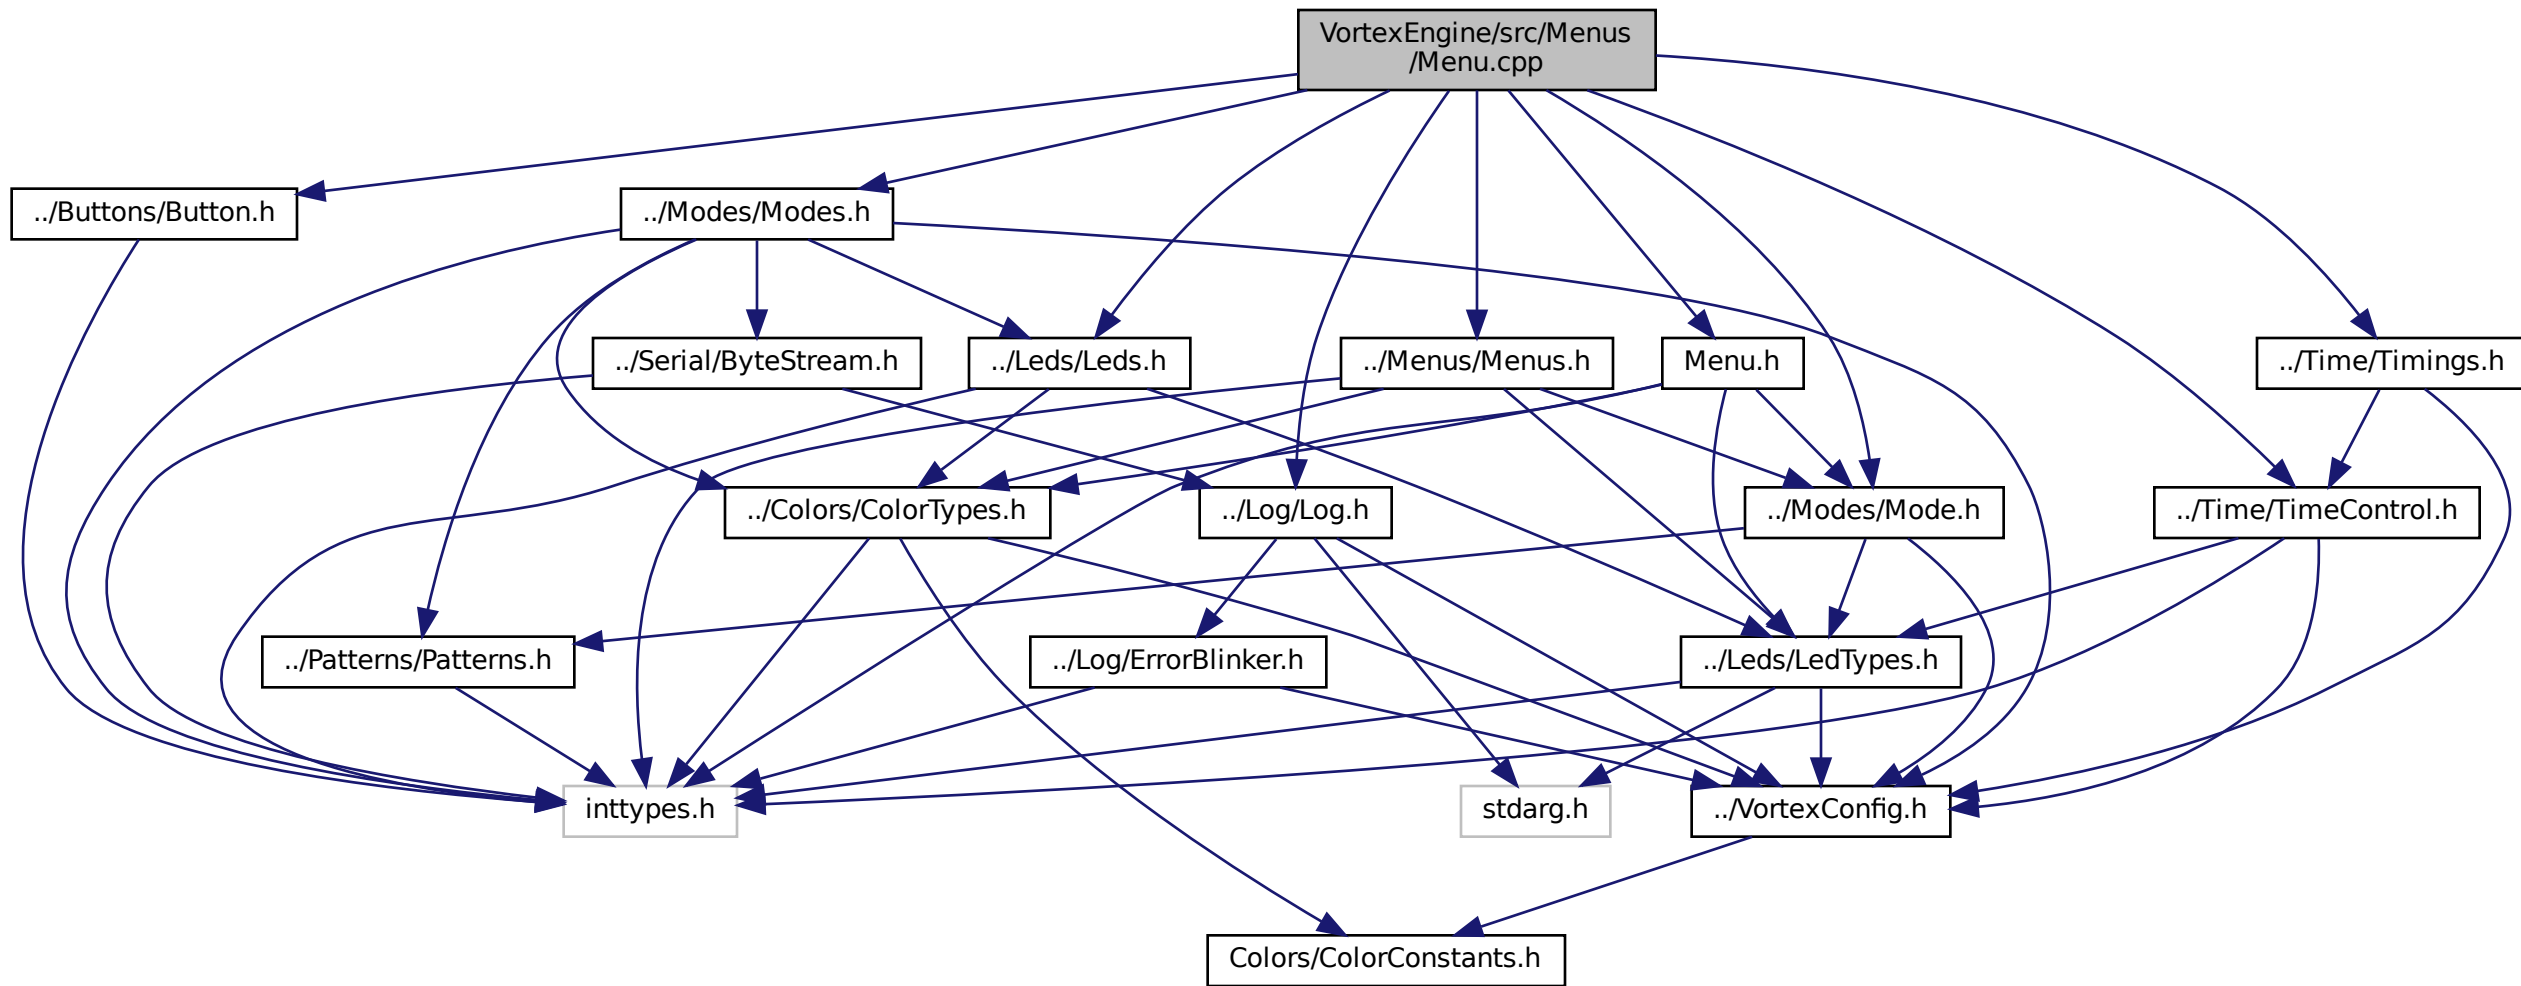 VortexEngine/src/Menus
/Menu.cpp
../Buttons/Button.h
../Modes/Modes.h
../Serial/ByteStream.h
../Leds/Leds.h
../Menus/Menus.h
Menu.h
../Time/Timings.h
../Colors/ColorTypes.h
../Log/Log.h
../Modes/Mode.h
../Time/TimeControl.h
../Patterns/Patterns.h
../Log/ErrorBlinker.h
../Leds/LedTypes.h
inttypes.h
stdarg.h
../VortexConfig.h
Colors/ColorConstants.h